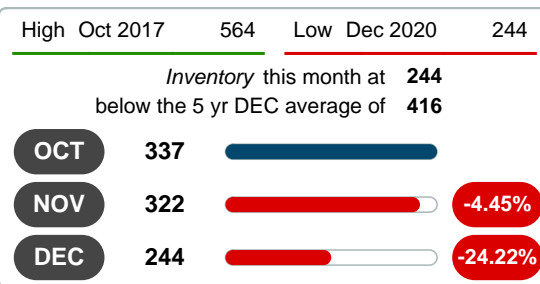 High Oct 2017 564 Low Dec 2020 244
Inventory this month at 244
below the 5 yr DEC average of 416
OCT 337
NOV 322 -4.45%
DEC 244 -24.22%